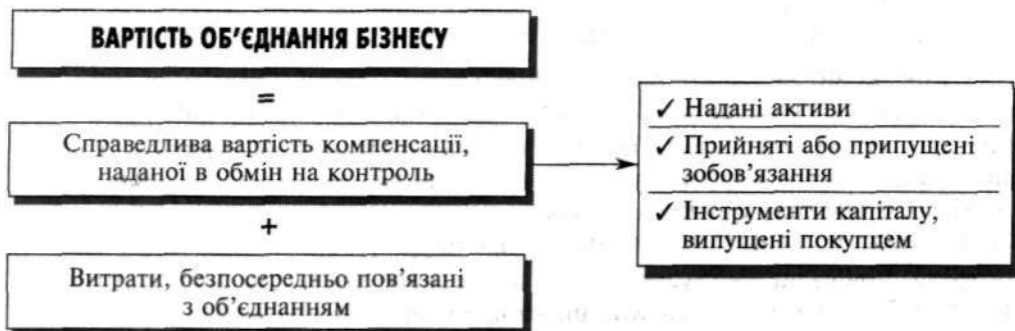 ВАРТІСТЬ ОБ’ЄДНАННЯ БІЗНЕСУ
=
Справедлива вартість компенсації,
наданої в обмін на контроль
+
Витрати, безпосередньо пов’язані
з об’єднанням
✓ Надані активи
✓ Прийняті або припущені
зобов’язання
✓ Інструменти капіталу,
випущені покупцем